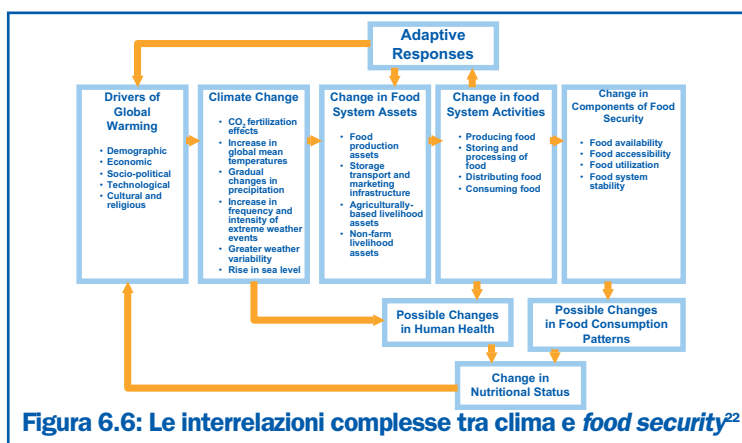 Adaptive
Responses
Drivers of
Global
Warming
• Demographic
• Economic
• Socio-political
• Technological
• Cultural and
religious
Climate Change
• CO2 fertilization
effects
• Increase in
global mean
temperatures
• Gradual
changes in
precipitation
• Increase in
frequency and
intensity of
extreme weather
events
• Greater weather
variability
• Rise in sea level
Change in Food
System Assets
• Food
production
assets
• Storage
transport and
marketing
infrastructure
• Agriculturally-
based livelihood
assets
• Non-farm
livelihood
assets
Change in food
System Activities
• Producing food
• Storing and
processing of
food
• Distributing food
• Consuming food
Change in
Components of Food
Security
• Food availability
• Food accessibility
• Food utilization
• Food system
stability
Possible Changes
in Human Health
Possible Changes
in Food Consumption
Patterns
Change in
Nutritional Status
Figura 6.6: Le interrelazioni complesse tra clima e food security22